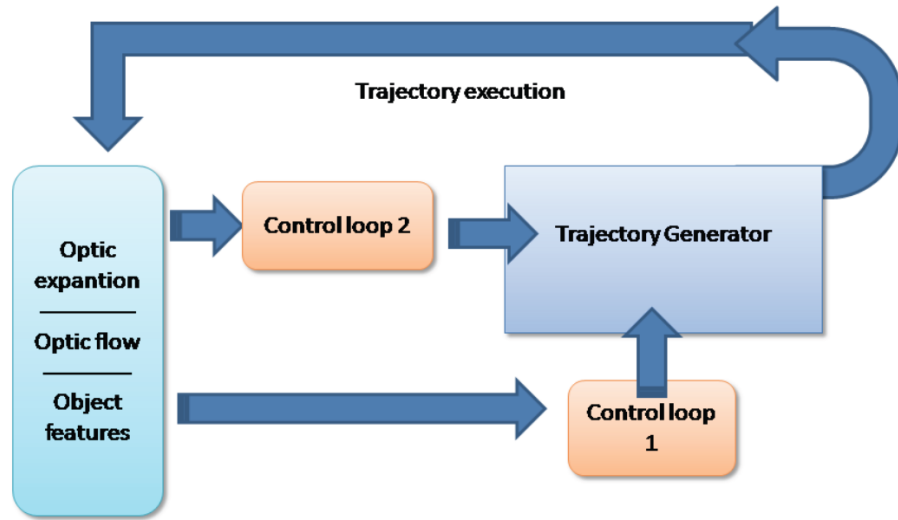 Trajectory execution
Control loop 2
Trajectory Generator
Optic
expantion
Optic flow
Object
features
Control loop
1